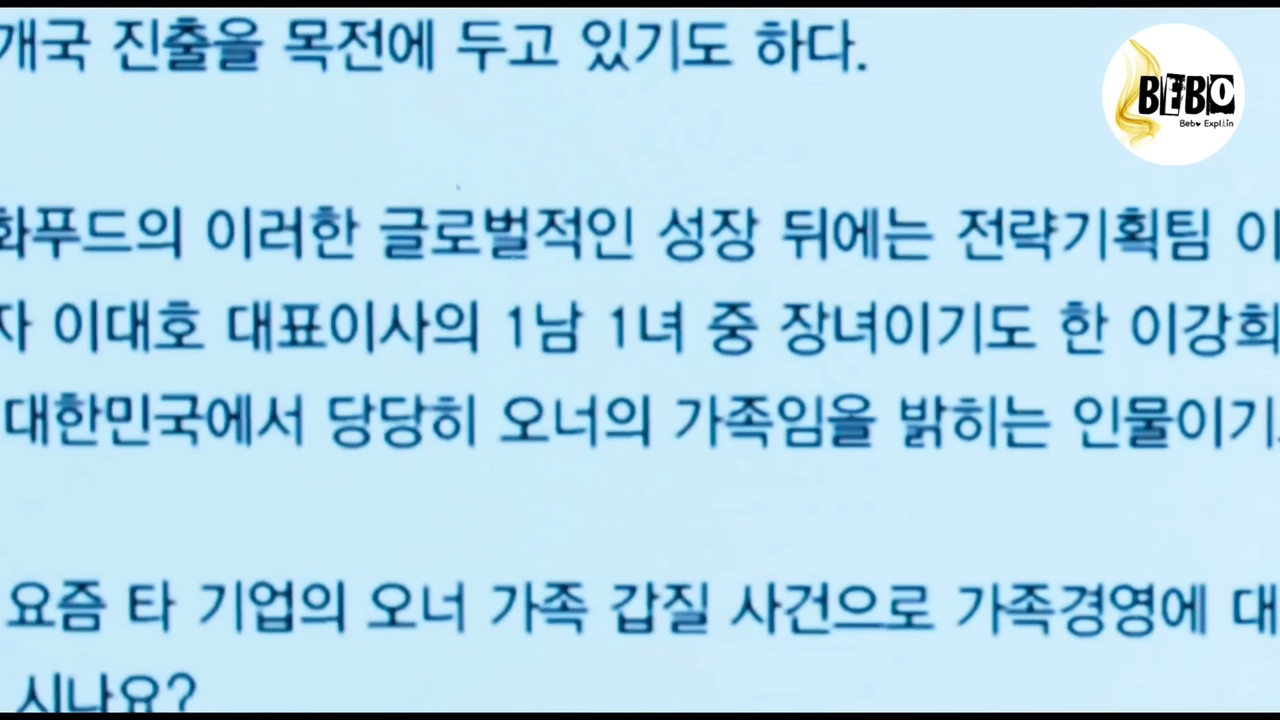 개국 진출을 목전에 두고 있기도 하다.
BEBO
Bebo Explain
화푸드의 이러한 글로벌적인 성장 뒤에는 전략기획팀 이
자 이대호 대표이사의 1남 1녀 중 장녀이기도 한 이강희
대한민국에서 당당히 오너의 가족임을 밝히는 인물이기
요즘 타 기업의 오너 가족 갑질 사건으로 가족경영에 대
시나요?